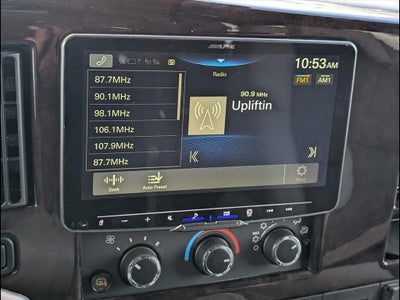 ALPINE
Radio
10:53AM
FM1 AM1
87.7MHz
90.1MHz
98.1MHz
106.1MHz
107.9MHz
87.7MHz
90.9 MHz
Upliftin
Seek
Auto Preset
Setup